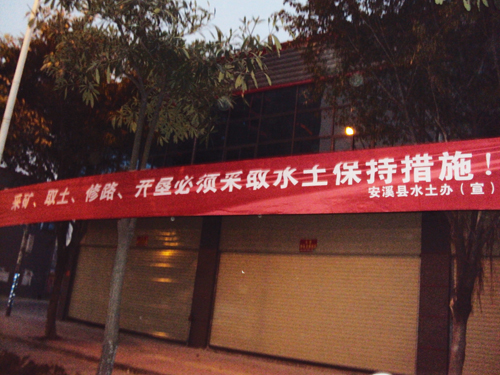 采矿、取土、修路、开垦必须采取水土保持措施！
安溪县水土办（宣）